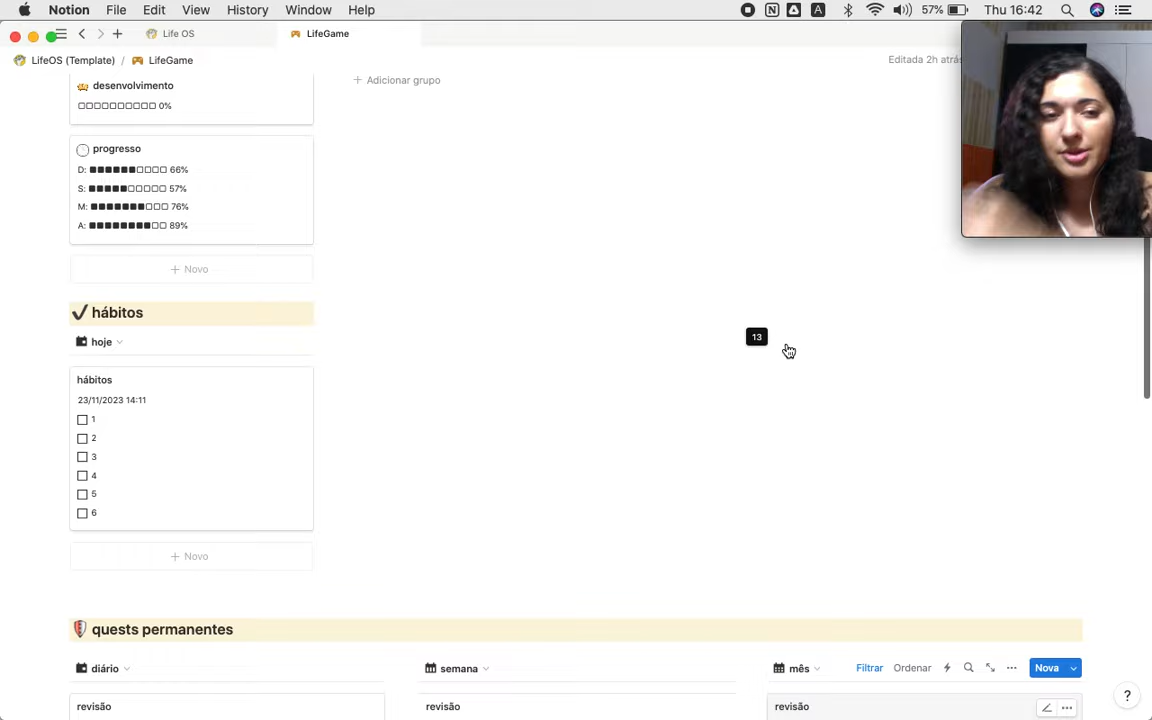 Notion File Edit View History Window Help 57% Thu 16:42
Life OS LifeGame
LifeOS (Template) / LifeGame Editada 2h atrás
desenvolvimento
0%
Adicionar grupo
progresso
D: 66%
S: 57%
M: 76%
A: 89%
+ Novo
hábitos
hoje
hábitos
23/11/2023 14:11
1
2
3
4
5
6
+ Novo
13
quests permanentes
diário semana mês Filtrar Ordenar Nova
revisão revisão revisão
?